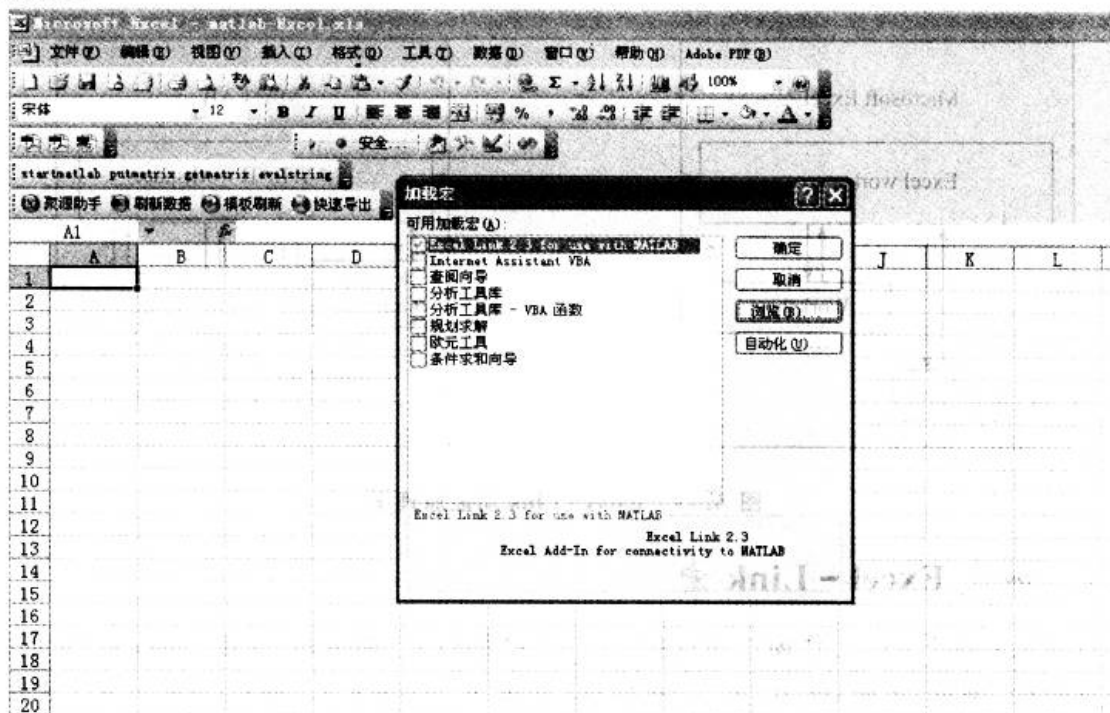 Microsoft Excel - matlab-Excel.xls
文件(F) 编辑(E) 视图(V) 插入(I) 格式(O) 工具(T) 数据(D) 窗口(W) 帮助(H) Adobe PDF(B)
100%
宋体 12 B I U % ,
安全...
startmatlab putmatrix getmatrix evalstring
聚源助手 刷新数据 模板刷新 快速导出
A1 fx
A B C D J K L
1
2
3
4
5
6
7
8
9
10
11
12
13
14
15
16
17
18
19
20
加载宏
可用加载宏(A):
Excel Link 2.3 for use with MATLAB
Internet Assistant VBA
查阅向导
分析工具库
分析工具库 - VBA 函数
规划求解
欧元工具
条件求和向导
确定
取消
浏览(B)...
自动化(U)...
Excel Link 2.3 for use with MATLAB
Excel Link 2.3
Excel Add-In for connectivity to MATLAB